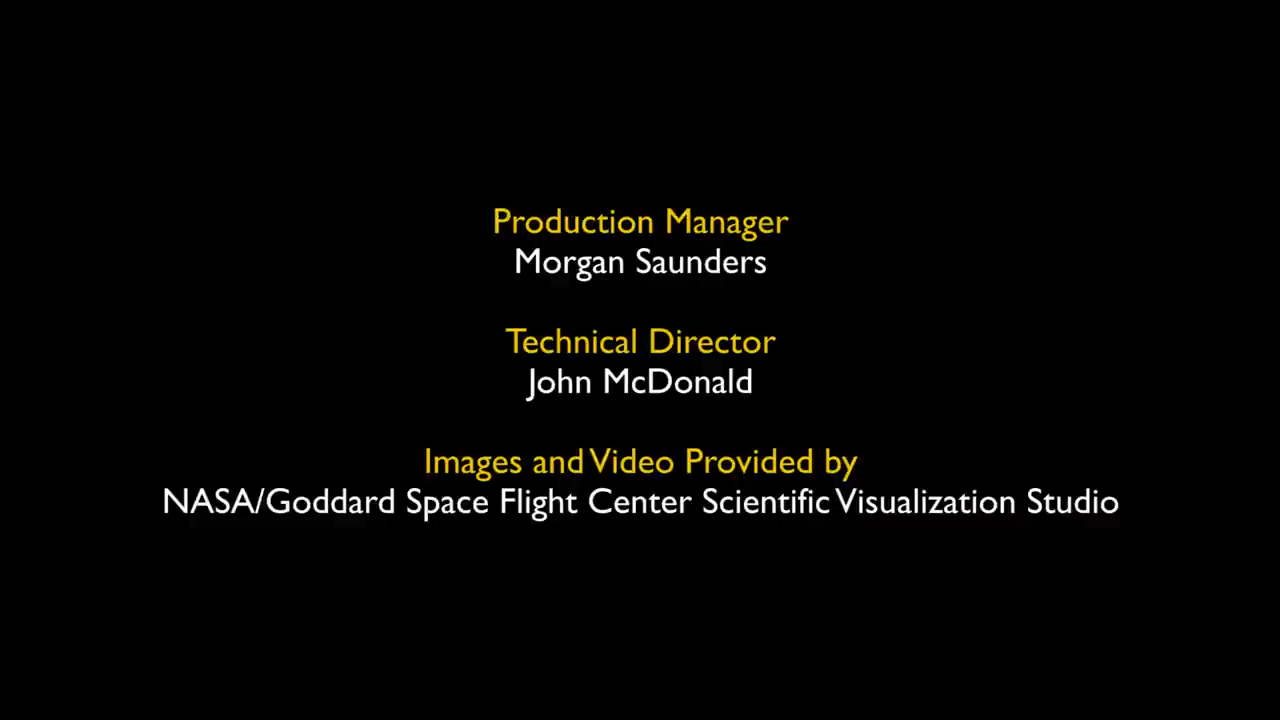 Production Manager
Morgan Saunders
Technical Director
John McDonald
Images and Video Provided by
NASA/Goddard Space Flight Center Scientific Visualization Studio